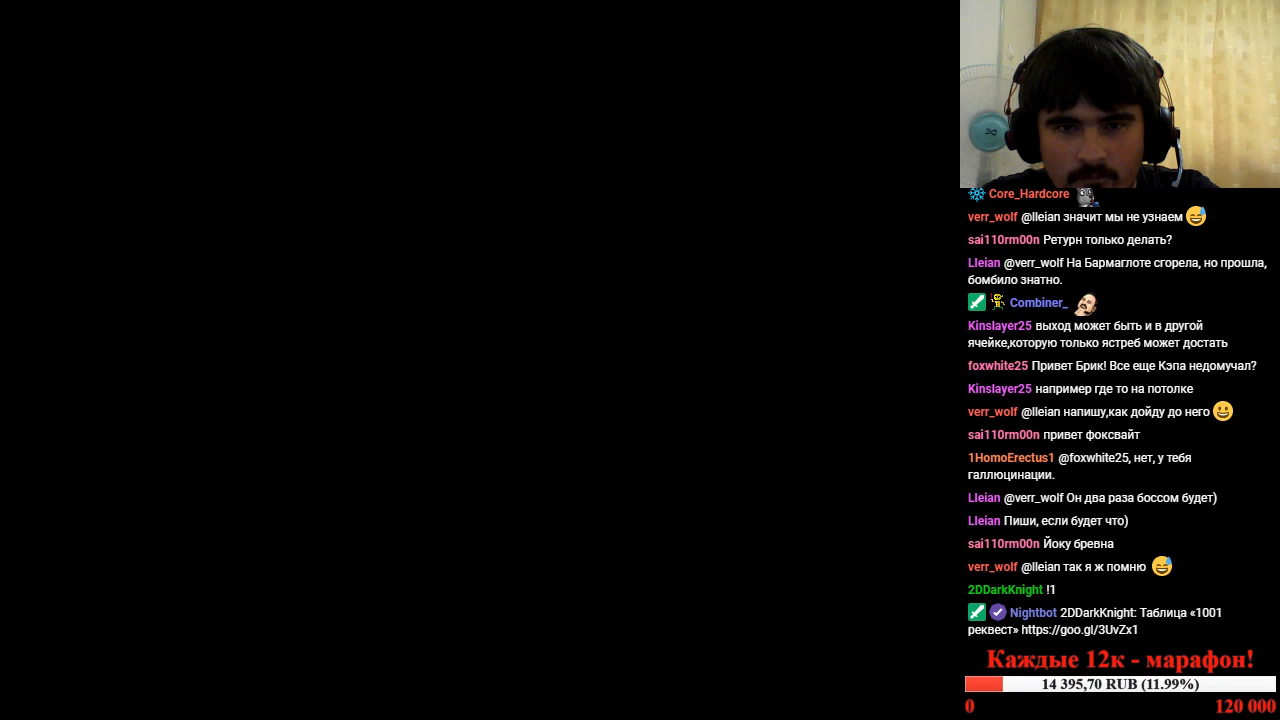 Core_Hardcore
verr_wolf @lleian значит мы не узнаем
sai110rm00n Ретурн только делать?
Lleian @verr_wolf На Бармаглоте сгорела, но прошла,
бомбило знатно.
Combiner_
Kinslayer25 выход может быть и в другой
ячейке,которую только ястреб может достать
foxwhite25 Привет Брик! Все еще Кэпа недомучал?
Kinslayer25 например где то на потолке
verr_wolf @lleian напишу,как дойду до него
sai110rm00n привет фоксвайт
1HomoErectus1 @foxwhite25, нет, у тебя
галлюцинации.
Lleian @verr_wolf Он два раза боссом будет)
Lleian Пиши, если будет что)
sai110rm00n Йоку бревна
verr_wolf @lleian так я ж помню
2DDarkKnight !1
Nightbot 2DDarkKnight: Таблица «1001
реквест» https://goo.gl/3UvZx1
Каждые 12к - марафон!
14 395,70 RUB (11.99%)
0 120 000